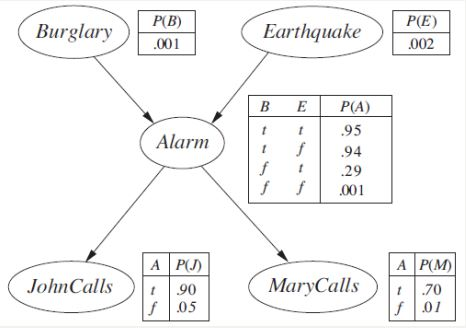 Burglary
P(B)
.001
Earthquake
P(E)
.002
B E P(A)
t t .95
t f .94
f t .29
f f .001
Alarm
JohnCalls
A P(J)
t .90
f .05
MaryCalls
A P(M)
t .70
f .01